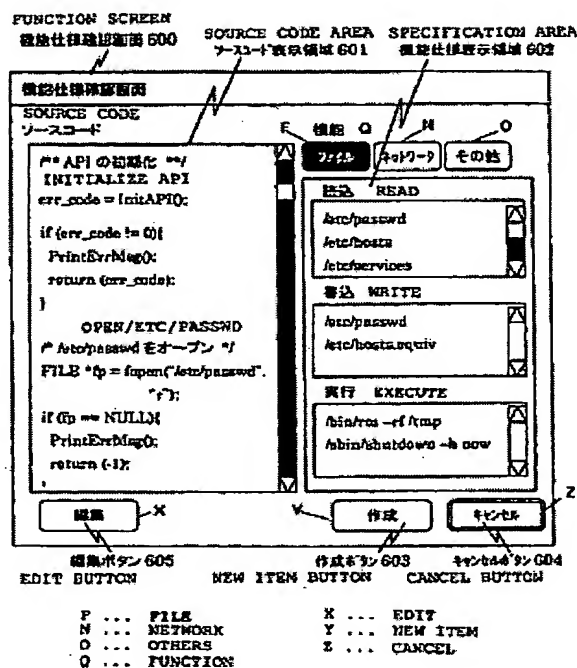 FUNCTION SCREEN
機能仕様確認画面 600
SOURCE CODE AREA
ソースコード表示領域 601
SPECIFICATION AREA
機能仕様表示領域 602
機能仕様確認画面
SOURCE CODE
ソースコード
F 機能 Q N O
ファイル ネットワーク その他
/** API の初期化 **/
INITIALIZE API
err_code = InitAPI();
if (err_code != 0){
PrintErrMsg();
return (err_code);
}
OPEN/ETC/PASSWD
/* /etc/passwd をオープン */
FILE *fp = fopen("/etc/passwd",
"r");
if (fp == NULL){
PrintErrMsg();
return (-1);
読込 READ
/etc/passwd
/etc/hosts
/etc/services
書込 WRITE
/etc/passwd
/etc/hosts.equiv
実行 EXECUTE
-rf /tmp
/sbin/shutdown -h now
編集 X
Y 作成
キャンセル Z
編集ボタン 605
EDIT BUTTON
作成ボタン 603
NEW ITEM BUTTON
キャンセルボタン 604
CANCEL BUTTON
F ... FILE
N ... NETWORK
O ... OTHERS
Q ... FUNCTION
X ... EDIT
Y ... NEW ITEM
Z ... CANCEL